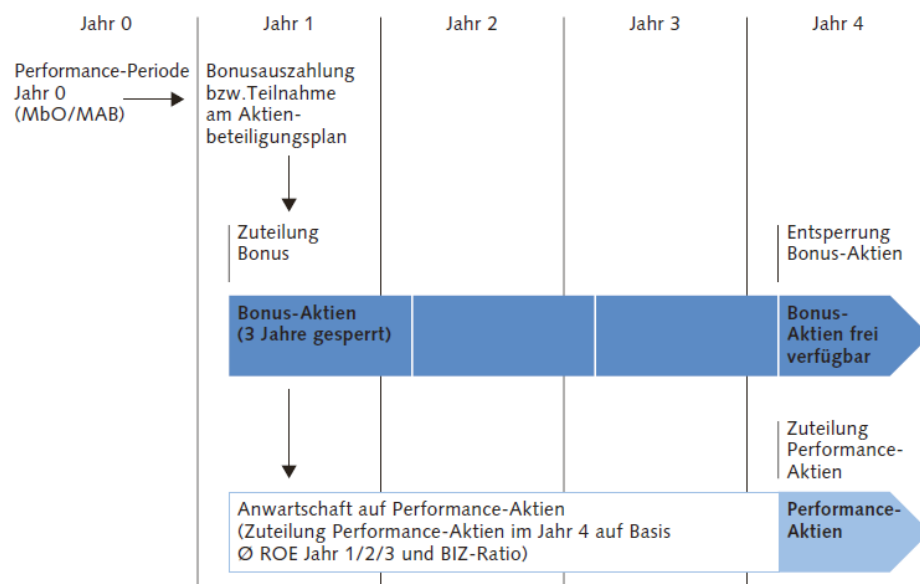 Jahr 0
Jahr 1
Jahr 2
Jahr 3
Jahr 4
Performance-Periode
Jahr 0
(MbO/MAB)
Bonusauszahlung
bzw.Teilnahme
am Aktien-
beteiligungsplan
Zuteilung
Bonus
Entsperrung
Bonus-Aktien
Bonus-Aktien
(3 Jahre gesperrt)
Bonus-
Aktien frei
verfügbar
Zuteilung
Performance-
Aktien
Anwartschaft auf Performance-Aktien
(Zuteilung Performance-Aktien im Jahr 4 auf Basis
Ø ROE Jahr 1/2/3 und BIZ-Ratio)
Performance-
Aktien